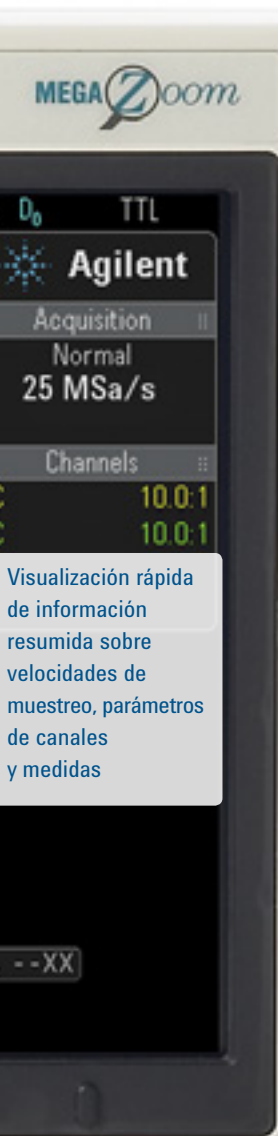 MEGA Zoom
D0 TTL
Agilent
Acquisition
Normal
25 MSa/s
Channels
C 10.0:1
C 10.0:1
Visualización rápida
de información
resumida sobre
velocidades de
muestreo, parámetros
de canales
y medidas
--XX